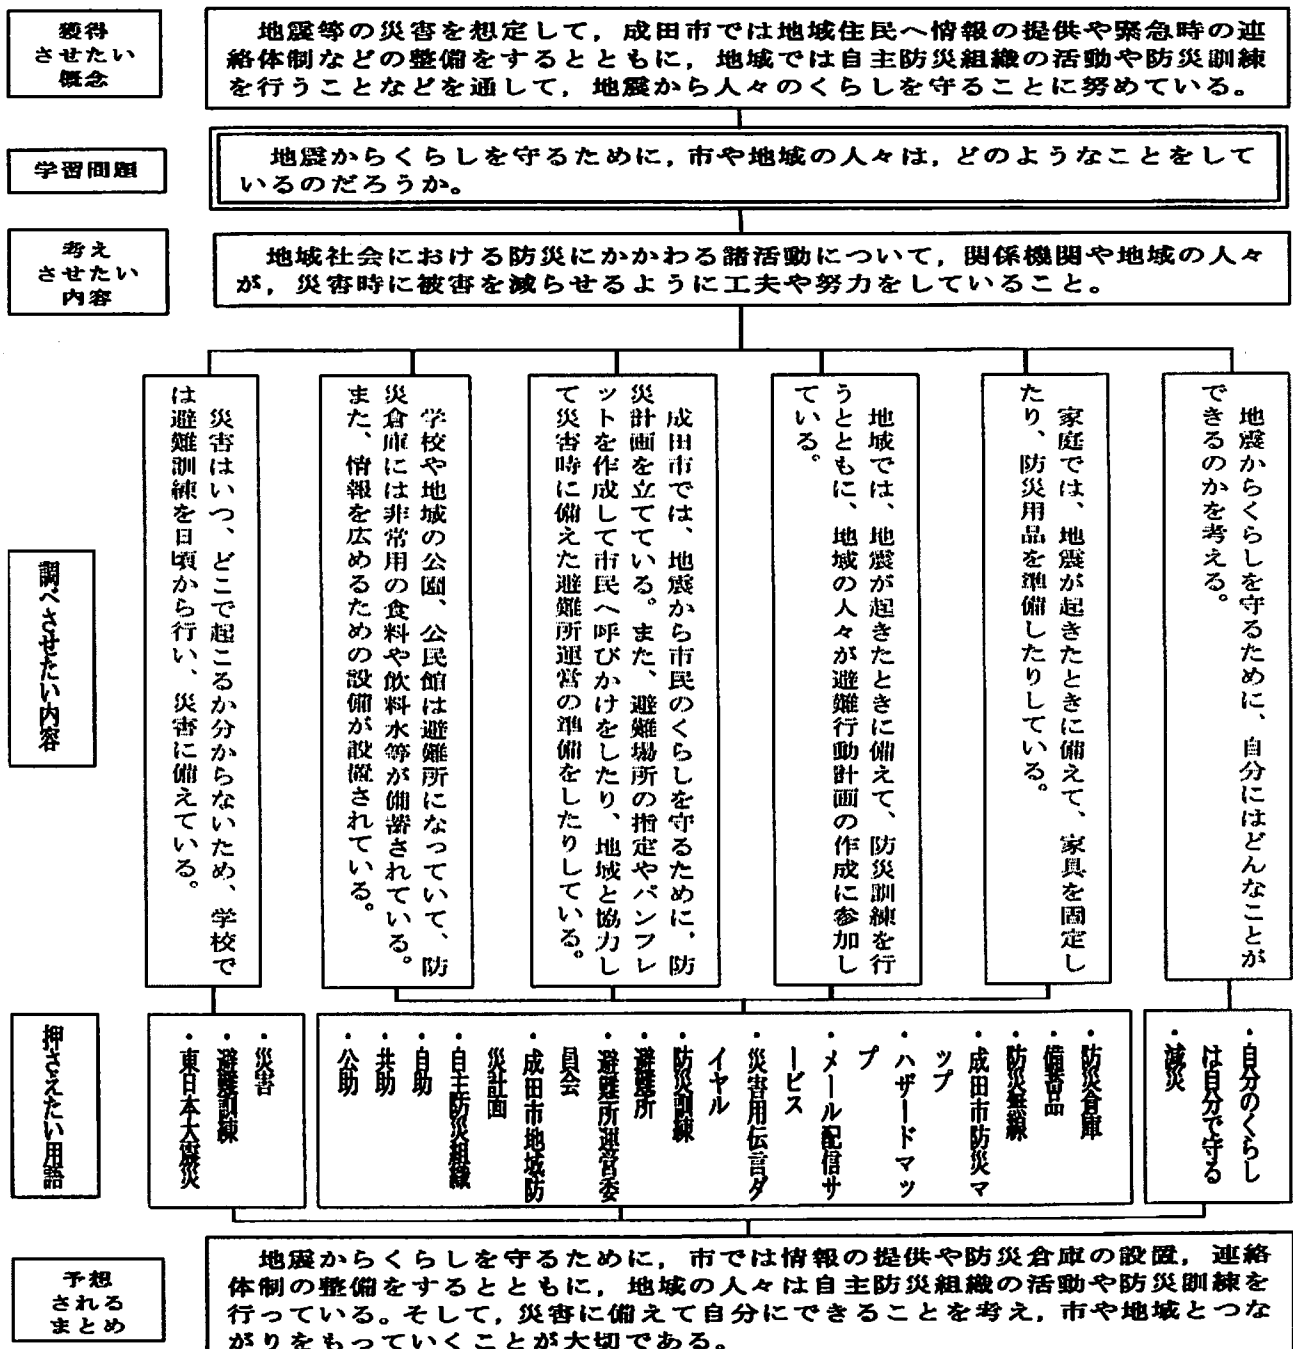 獲得
させたい
概念
地震等の災害を想定して，成田市では地域住民へ情報の提供や緊急時の連
絡体制などの整備をするとともに，地域では自主防災組織の活動や防災訓練
を行うことなどを通して，地震から人々のくらしを守ることに努めている。
学習問題
地震からくらしを守るために，市や地域の人々は，どのようなことをして
いるのだろうか。
考え
させたい
内容
地域社会における防災にかかわる諸活動について，関係機関や地域の人々
が，災害時に被害を減らせるように工夫や努力をしていること。
調べさせたい内容
地震からくらしを守るために、自分にはどんなことが
できるのかを考える。
家庭では、地震が起きたときに備えて、家具を固定し
たり、防災用品を準備したりしている。
地域では、地震が起きたときに備えて、防災訓練を行
うとともに、地域の人々が避難行動計画の作成に参加し
ている。
成田市では、地震から市民のくらしを守るために、防
災計画を立てている。また、避難場所の指定やパンフレ
ットを作成して市民へ呼びかけをしたり、地域と協力し
て災害時に備えた避難所運営の準備をしたりしている。
学校や地域の公園、公民館は避難所になっていて、防
災倉庫には非常用の食料や飲料水等が備蓄されている。
また、情報を広めるための設備が設置されている。
災害はいつ、どこで起こるか分からないため、学校で
は避難訓練を日頃から行い、災害に備えている。
押さえたい用語
・自分のくらし
は自分で守る
・減災
・防災倉庫
・備蓄品
・防災無線
・成田市防災マ
ップ
・ハザードマッ
プ
・メール配信サ
ービス
・災害用伝言ダ
イヤル
・防災訓練
・避難所
・避難所運営委
員会
・成田市地域防
災計画
・自主防災組織
・自助
・共助
・公助
・災害
・避難訓練
・東日本大震災
予想
される
まとめ
地震からくらしを守るために，市では情報の提供や防災倉庫の設置，連絡
体制の整備をするとともに，地域の人々は自主防災組織の活動や防災訓練を
行っている。そして，災害に備えて自分にできることを考え，市や地域とつな
がりをもっていくことが大切である。